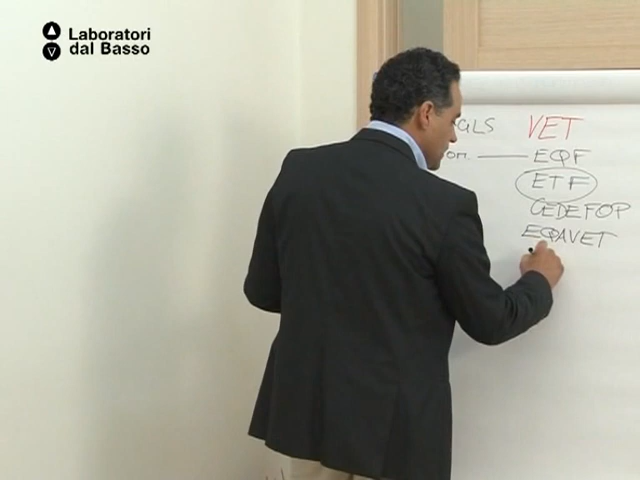 Laboratori
dal Basso
VET
EQF
ETF
CEDEFOP
EQAVET